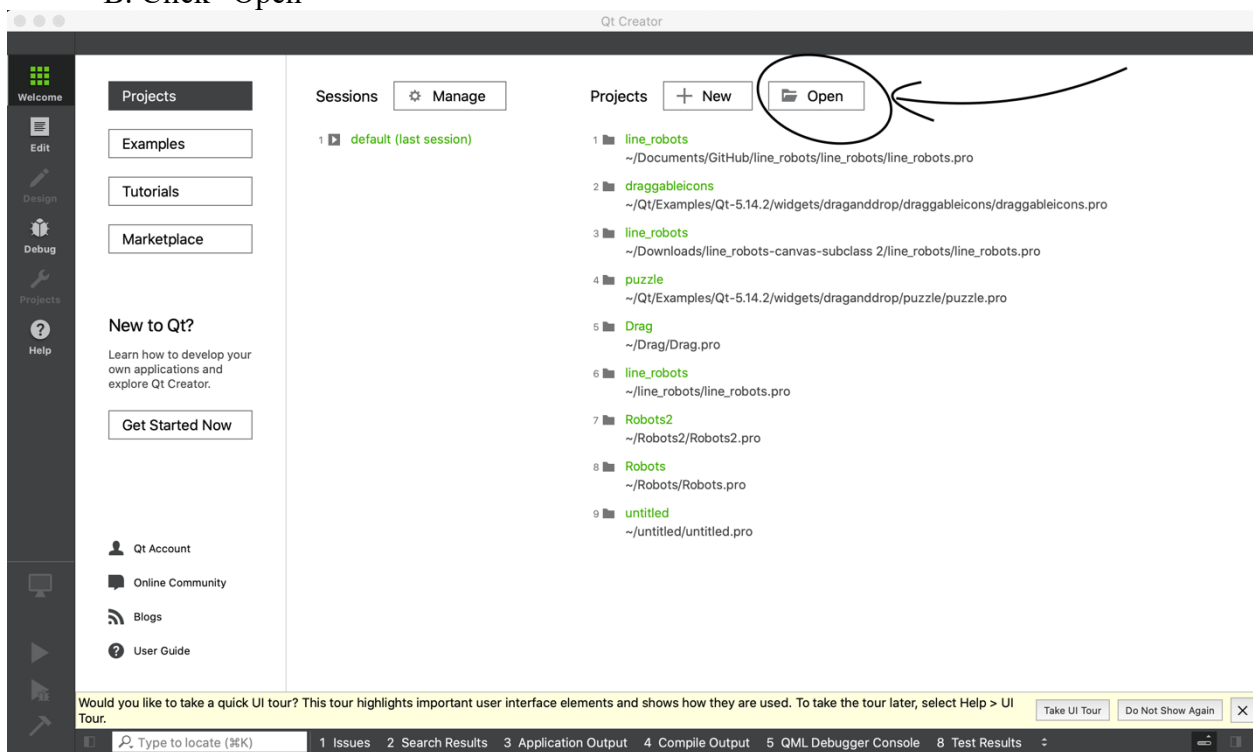 B. Click "Open"
Qt Creator
Welcome
Edit
Design
Debug
Projects
Help
Projects
Examples
Tutorials
Marketplace
New to Qt?
Learn how to develop your
own applications and
explore Qt Creator.
Get Started Now
Qt Account
Online Community
Blogs
User Guide
Sessions Manage
1 default (last session)
Projects New Open
1 line_robots
~/Documents/GitHub/line_robots/line_robots/line_robots.pro
2 draggableicons
~/Qt/Examples/Qt-5.14.2/widgets/draganddrop/draggableicons/draggableicons.pro
3 line_robots
~/Downloads/line_robots-canvas-subclass 2/line_robots/line_robots.pro
4 puzzle
~/Qt/Examples/Qt-5.14.2/widgets/draganddrop/puzzle/puzzle.pro
5 Drag
~/Drag/Drag.pro
6 line_robots
~/line_robots/line_robots.pro
7 Robots2
~/Robots2/Robots2.pro
8 Robots
~/Robots/Robots.pro
9 untitled
~/untitled/untitled.pro
Would you like to take a quick UI tour? This tour highlights important user interface elements and shows how they are used. To take the tour later, select Help > UI
Tour.
Take UI Tour Do Not Show Again
Type to locate (⌘K) 1 Issues 2 Search Results 3 Application Output 4 Compile Output 5 QML Debugger Console 8 Test Results